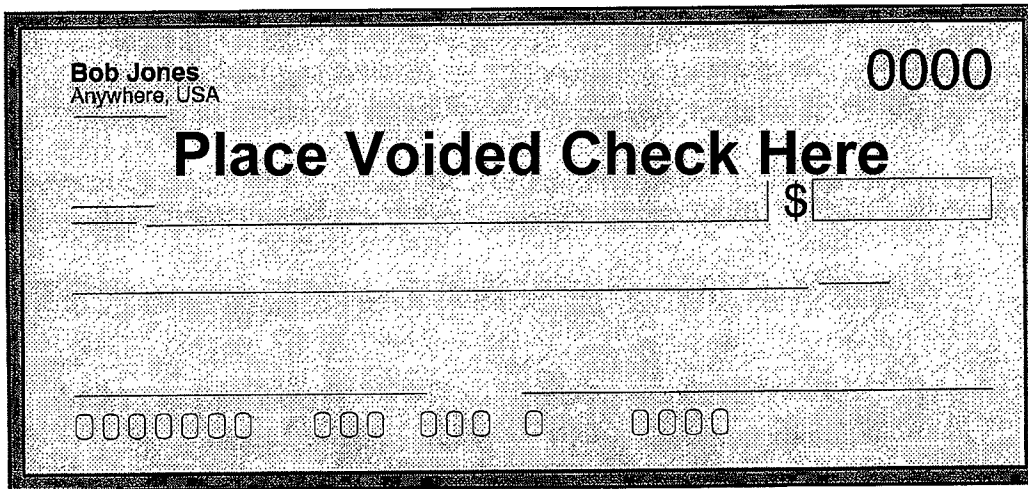 Bob Jones
0000
Anywhere, USA
Place Voided Check Here
$
0000000 000 000 0 0000